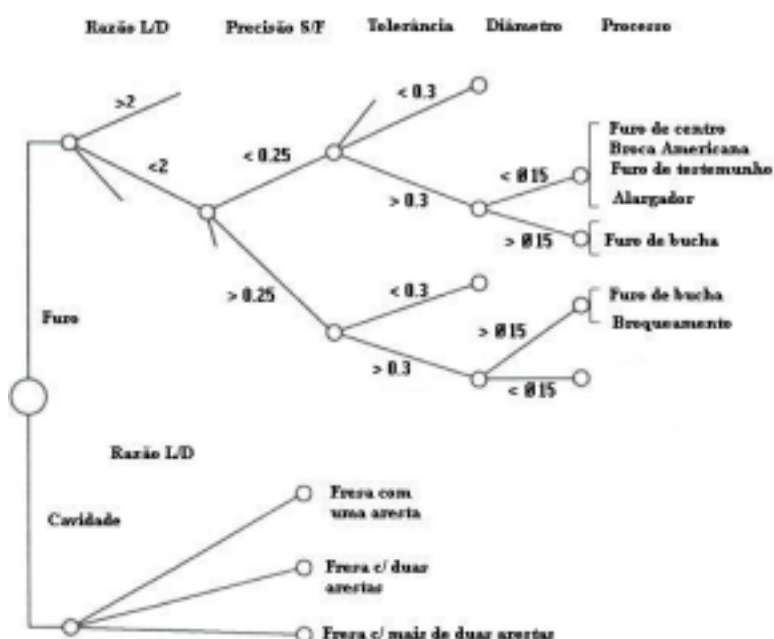 Razão L/D Precisão S/F Tolerância Diâmetro Processo
>2
<2
< 0.25
> 0.25
< 0.3
> 0.3
< Ø15
> Ø15
Furo de centro
Broca Americana
Furo de testemunho
Alargador
Furo de bucha
< 0.3
> 0.3
> Ø15
< Ø15
Furo de bucha
Broqueamento
Furo
Razão L/D
Cavidade
Fresa com
uma aresta
Fresa c/ duas
arestas
Fresa c/ mais de duas arestas